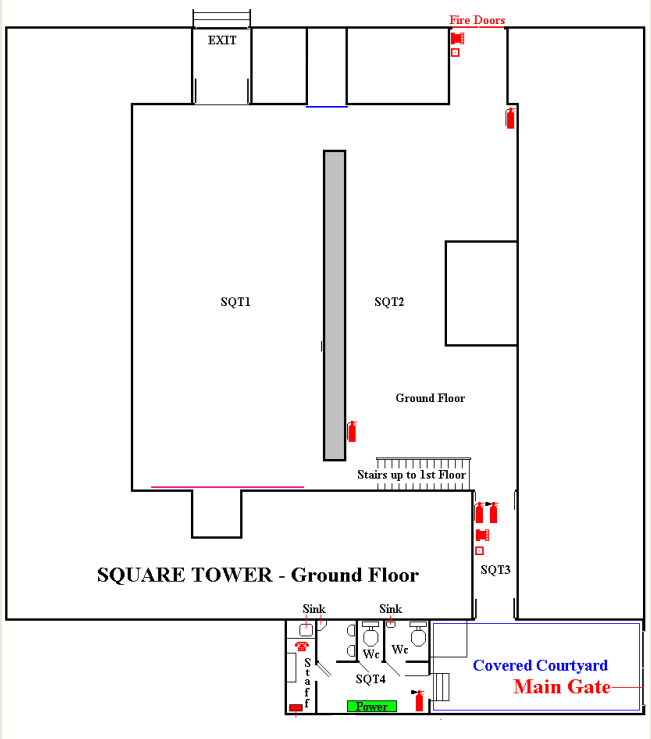 Fire Doors
EXIT
SQT1
SQT2
Ground Floor
Stairs up to 1st Floor
SQUARE TOWER - Ground Floor
SQT3
Sink
Sink
Wc
Wc
Staff
SQT4
Power
Covered Courtyard
Main Gate